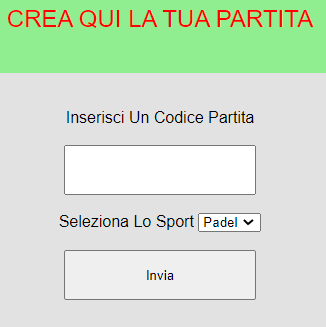 CREA QUI LA TUA PARTITA
Inserisci Un Codice Partita
Seleziona Lo Sport Padel
Invia